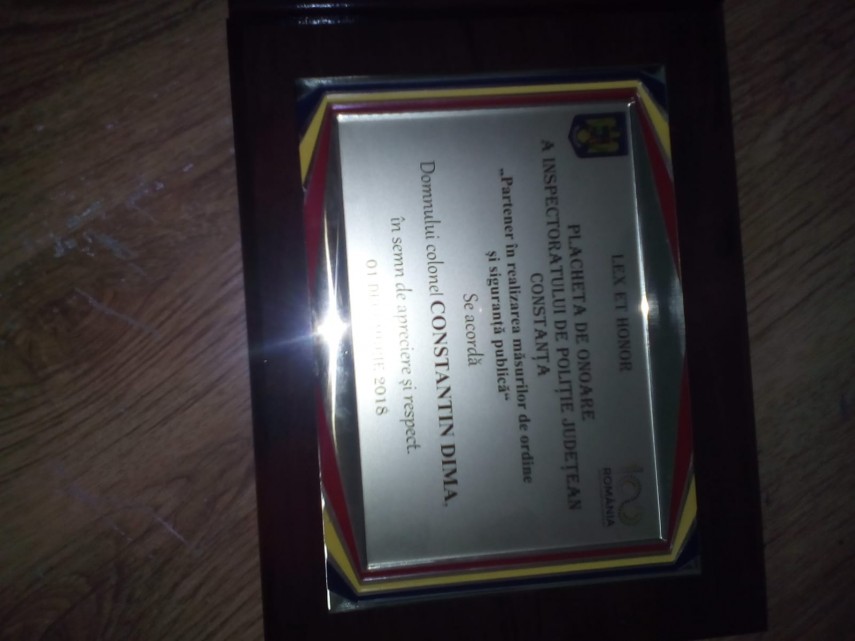 LEX ET HONOR
ROMÂNIA
PLACHETA DE ONOARE
A INSPECTORATULUI DE POLIȚIE JUDEȚEAN
CONSTANȚA
„Partener în realizarea măsurilor de ordine
și siguranță publică“
Se acordă
Domnului colonel CONSTANTIN DIMA,
în semn de apreciere și respect.
01 2018